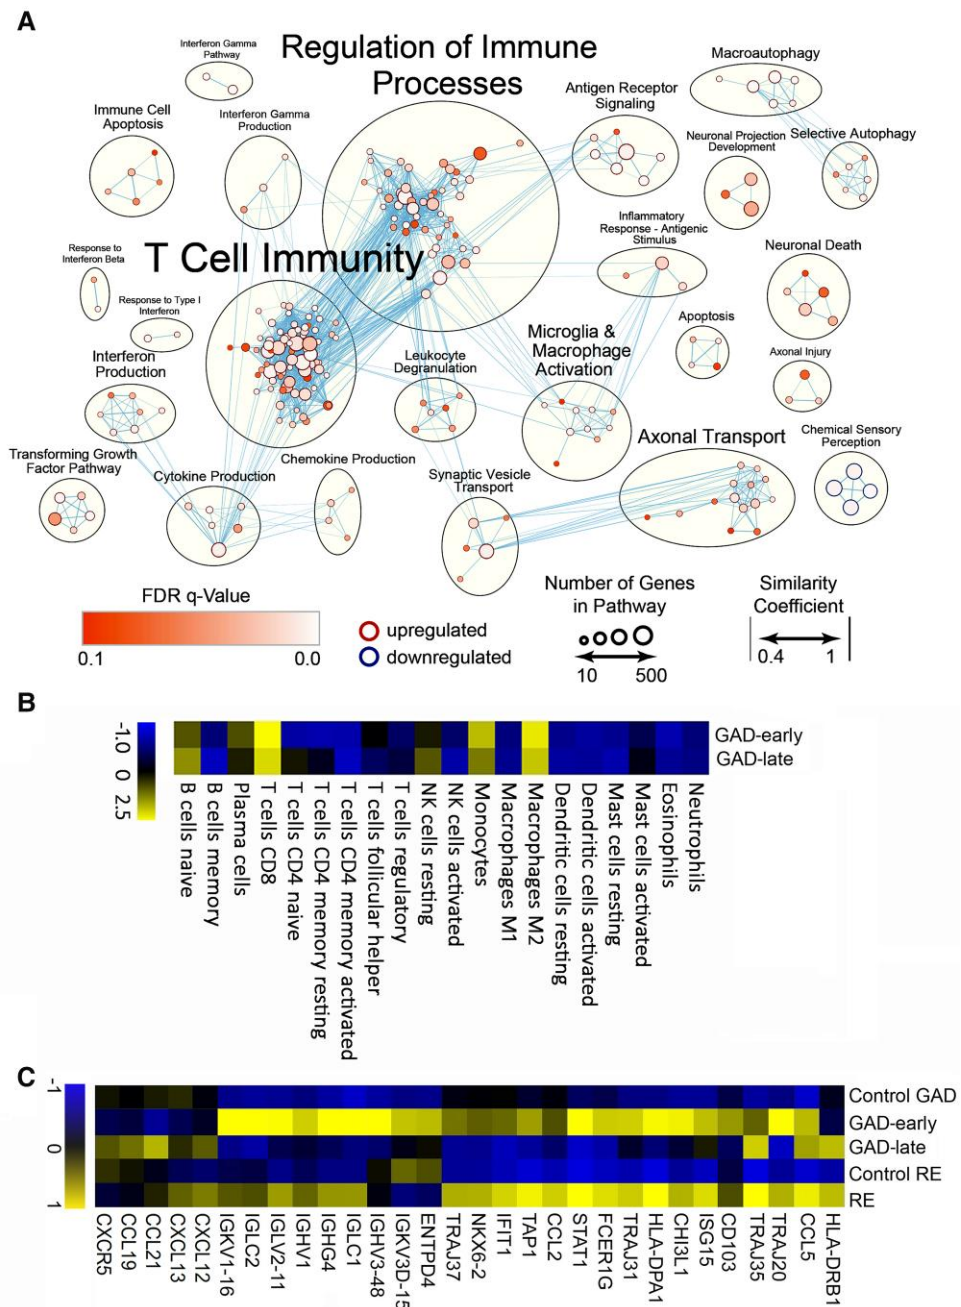 A
Interferon Gamma
Pathway
Regulation of Immune
Processes
Macroautophagy
Antigen Receptor
Signaling
Immune Cell
Apoptosis
Interferon Gamma
Production
Neuronal Projection
Development
Selective Autophagy
Inflammatory
Response - Antigenic
Stimulus
Response to
Interferon Beta
T Cell Immunity
Neuronal Death
Response to Type I
Interferon
Microglia &
Macrophage
Activation
Apoptosis
Interferon
Production
Leukocyte
Degranulation
Axonal Injury
Transforming Growth
Factor Pathway
Cytokine Production
Chemokine Production
Synaptic Vesicle
Transport
Axonal Transport
Chemical Sensory
Perception
FDR q-Value
0.1
0.0
upregulated
downregulated
Number of Genes
in Pathway
10
500
Similarity
Coefficient
0.4
1
B
-1.0
0
2.5
GAD-early
GAD-late
B cells naive
B cells memory
Plasma cells
T cells CD8
T cells CD4 naive
T cells CD4 memory resting
T cells CD4 memory activated
T cells follicular helper
T cells regulatory
NK cells resting
NK cells activated
Monocytes
Macrophages M1
Macrophages M2
Dendritic cells resting
Dendritic cells activated
Mast cells resting
Mast cells activated
Eosinophils
Neutrophils
C
-1
0
1
Control GAD
GAD-early
GAD-late
Control RE
RE
CXCR5
CCL19
CCL21
CXCL13
CXCL12
IGKV1-16
IGLC2
IGLV2-11
IGHV1
IGHG4
IGLC1
IGHV3-48
IGKV3D-15
ENTPD4
TRAJ37
NKX6-2
IFIT1
TAP1
CCL2
STAT1
FCER1G
TRAJ31
HLA-DPA1
CHI3L1
ISG15
CD103
TRAJ35
TRAJ20
CCL5
HLA-DRB1